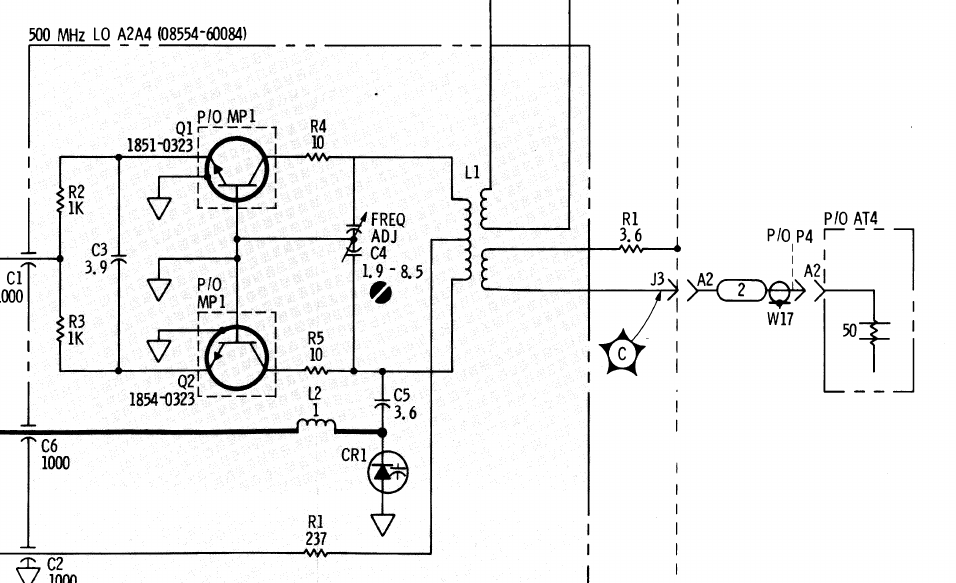 500 MHz LO A2A4 (08554-60084)
P/O MP1
Q1
1851-0323
R4
10
L1
R2
1K
FREQ
ADJ
C4
1.9 - 8.5
C3
3.9
R1
3.6
P/O AT4
P/O P4
C1
1000
P/O
MP1
J3
A2
2
A2
W17
50
R3
1K
R5
10
C
Q2
1854-0323
L2
1
C5
3.6
C6
1000
CR1
R1
237
C2
1000